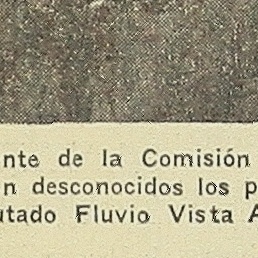 nte de la Comisión
n desconocidos los p
utado Fluvio Vista A